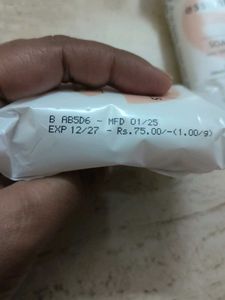 B AB5D6 - MFD 01/25
EXP 12/27 - Rs.75.00/-(1.00/g)